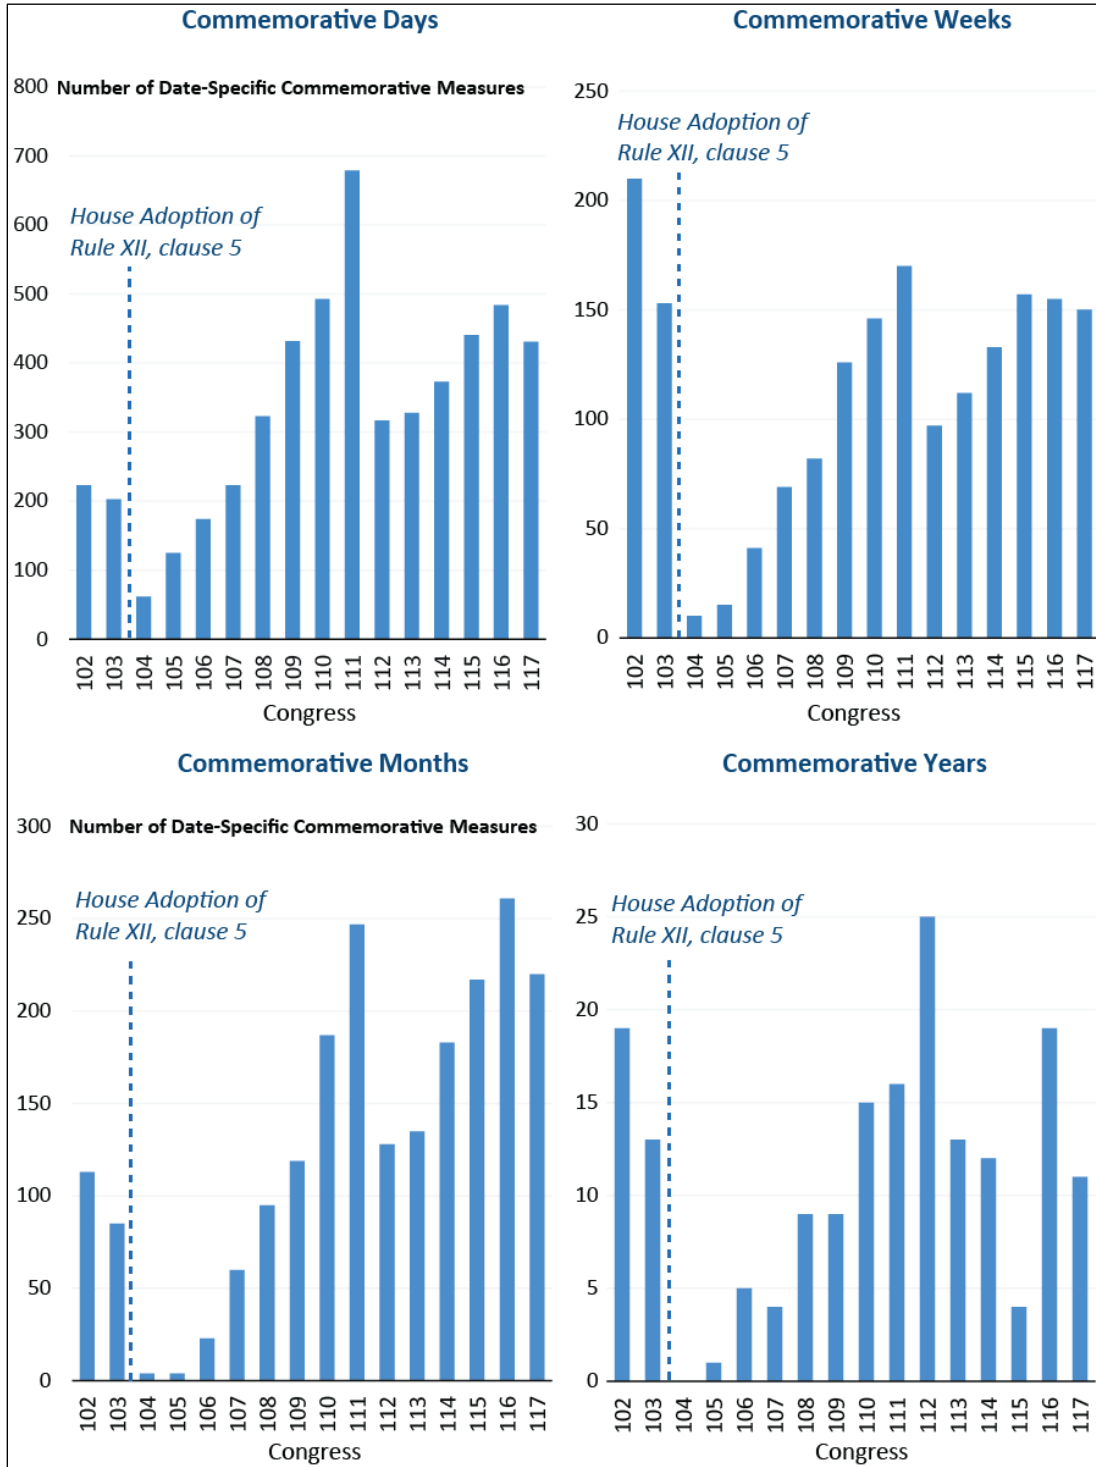 Commemorative Days
Number of Date-Specific Commemorative Measures
800
700
600
500
400
300
200
100
0
House Adoption of
Rule XII, clause 5
102 103 104 105 106 107 108 109 110 111 112 113 114 115 116 117
Congress
Commemorative Weeks
250
200
150
100
50
0
House Adoption of
Rule XII, clause 5
102 103 104 105 106 107 108 109 110 111 112 113 114 115 116 117
Congress
Commemorative Months
Number of Date-Specific Commemorative Measures
300
250
200
150
100
50
0
House Adoption of
Rule XII, clause 5
102 103 104 105 106 107 108 109 110 111 112 113 114 115 116 117
Congress
Commemorative Years
30
25
20
15
10
5
0
House Adoption of
Rule XII, clause 5
102 103 104 105 106 107 108 109 110 111 112 113 114 115 116 117
Congress